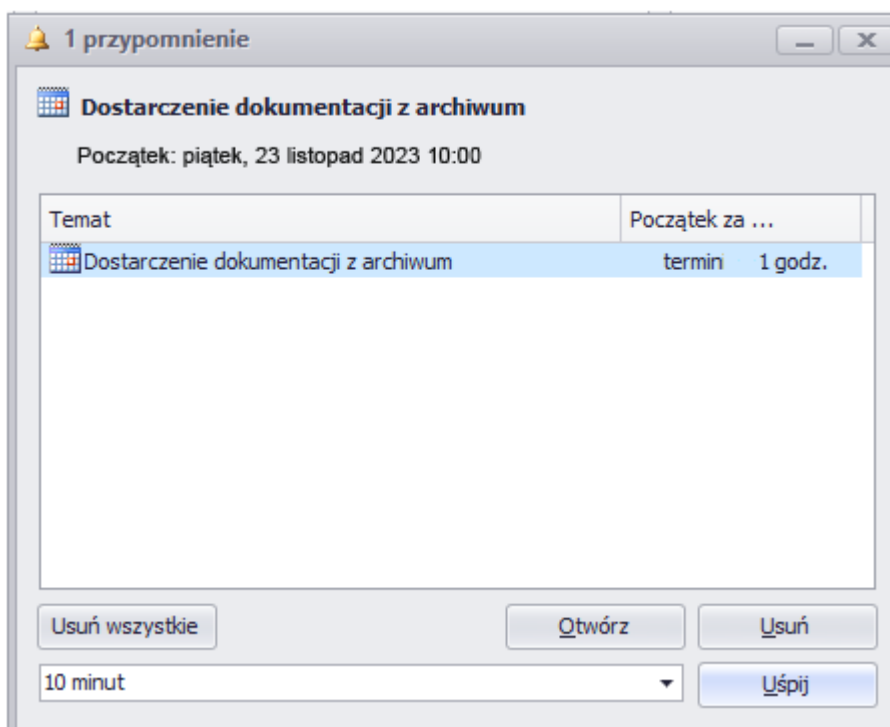 1 przypomnienie
Dostarczenie dokumentacji z archiwum
Początek: piątek, 23 listopad 2023 10:00
Temat Początek za ...
Dostarczenie dokumentacji z archiwum termini 1 godz.
Usuń wszystkie Otwórz Usuń
10 minut Uśpij